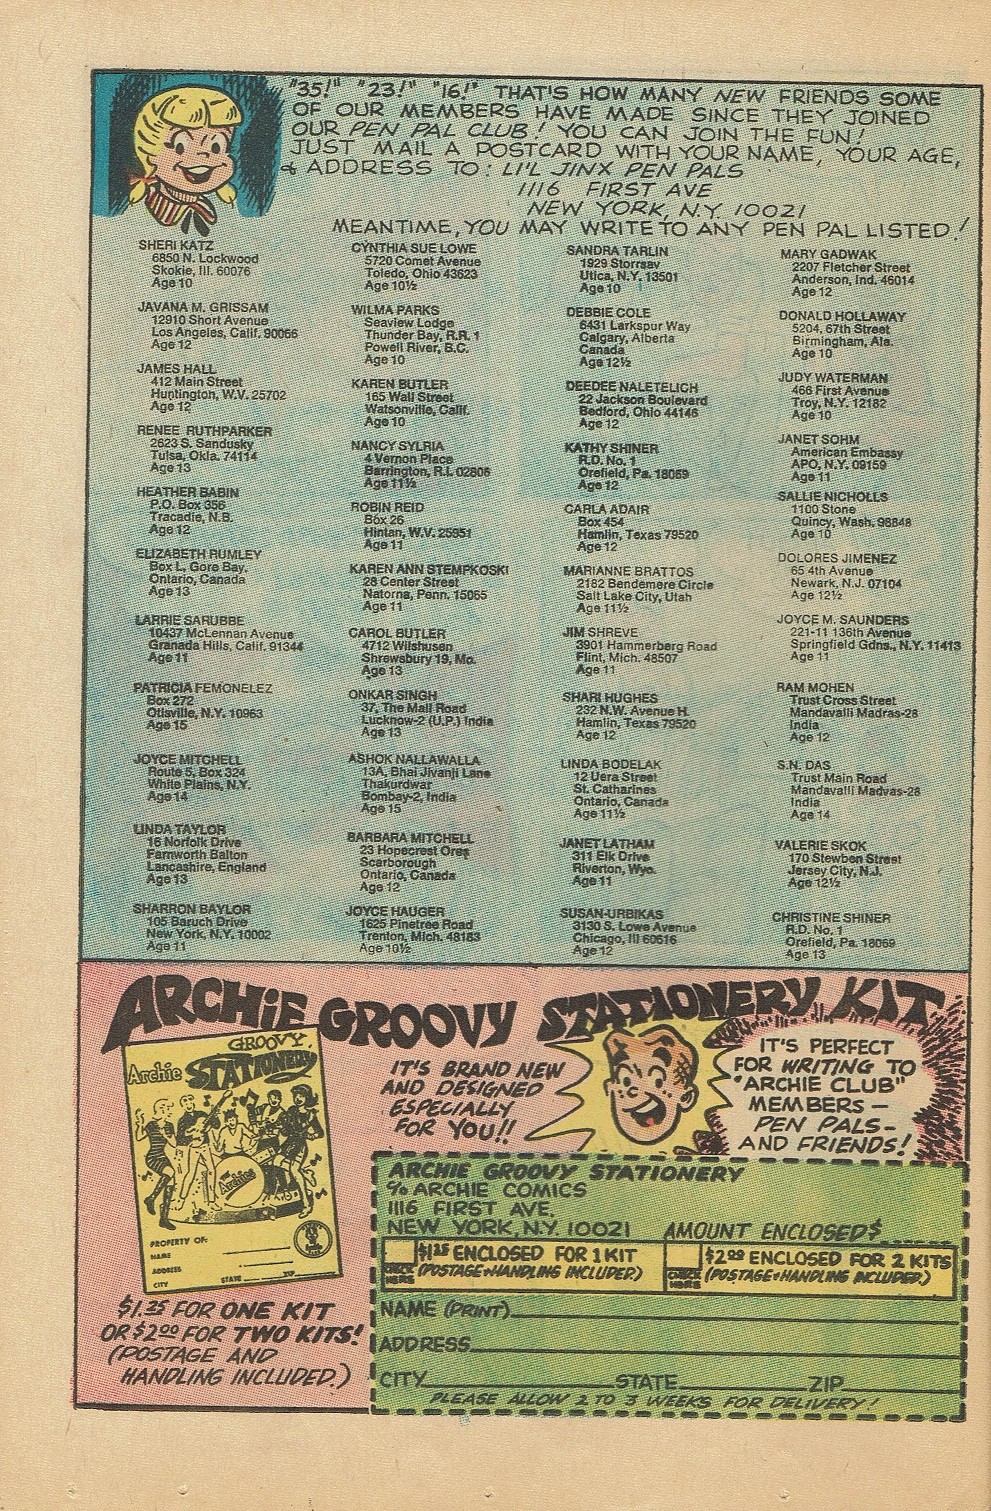 "35!" "23!" "16!" THAT'S HOW MANY NEW FRIENDS SOME
OF OUR MEMBERS HAVE MADE SINCE THEY JOINED
OUR PEN PAL CLUB! YOU CAN JOIN THE FUN!
JUST MAIL A POSTCARD WITH YOUR NAME, YOUR AGE,
& ADDRESS TO: LI'L JINX PEN PALS
1116 FIRST AVE
NEW YORK, N.Y. 10021
MEANTIME, YOU MAY WRITE TO ANY PEN PAL LISTED!
SHERI KATZ
6850 N. Lockwood
Skokie, Ill. 60076
Age 10
JAVANA M. GRISSAM
12910 Short Avenue
Los Angeles, Calif. 90066
Age 12
JAMES HALL
412 Main Street
Huntington, W.V. 25702
Age 12
RENEE RUTHPARKER
2623 S. Sandusky
Tulsa, Okla. 74114
Age 13
HEATHER BABIN
P.O. Box 356
Tracadie, N.B.
Age 12
ELIZABETH RUMLEY
Box L, Gore Bay.
Ontario, Canada
Age 13
LARRIE SARUBBE
10437 McLennan Avenue
Granada Hills, Calif. 91344
Age 11
PATRICIA FEMONELEZ
Box 272
Otisville, N.Y. 10963
Age 15
JOYCE MITCHELL
Route 5, Box 324
White Plains, N.Y.
Age 14
LINDA TAYLOR
16 Norfolk Drive
Farnworth Balton
Lancashire, England
Age 13
SHARRON BAYLOR
105 Baruch Drive
New York, N.Y. 10002
Age 11
CYNTHIA SUE LOWE
5720 Comet Avenue
Toledo, Ohio 43623
Age 10½
WILMA PARKS
Seaview Lodge
Thunder Bay, R.R. 1
Powell River, B.C.
Age 10
KAREN BUTLER
165 Wall Street
Watsonville, Calif.
Age 10
NANCY SYLRIA
4 Vernon Place
Barrington, R.I. 02806
Age 11½
ROBIN REID
Box 26
Hintan, W.V. 25951
Age 11
KAREN ANN STEMPKOSKI
28 Center Street
Natorna, Penn. 15065
Age 11
CAROL BUTLER
4712 Wilshusen
Shrewsbury 19, Mo.
Age 13
ONKAR SINGH
37, The Mall Road
Lucknow-2 (U.P.) India
Age 13
ASHOK NALLAWALLA
13A, Bhai Jivanji Lane
Thakurdwar
Bombay-2, India
Age 15
BARBARA MITCHELL
23 Hopecrest Ores
Scarborough
Ontario, Canada
Age 12
JOYCE HAUGER
1625 Pinetree Road
Trenton, Mich. 48183
Age 10½
SANDRA TARLIN
1929 Storrsav
Utica, N.Y. 13501
Age 10
DEBBIE COLE
6431 Larkspur Way
Calgary, Alberta
Canada
Age 12½
DEEDEE NALETELICH
22 Jackson Boulevard
Bedford, Ohio 44146
Age 12
KATHY SHINER
R.D. No. 1
Orefield, Pa. 18069
Age 12
CARLA ADAIR
Box 454
Hamlin, Texas 79520
Age 12
MARIANNE BRATTOS
2182 Bendemere Circle
Salt Lake City, Utah
Age 11½
JIM SHREVE
3901 Hammerberg Road
Flint, Mich. 48507
Age 11
SHARI HUGHES
232 N.W. Avenue H.
Hamlin, Texas 79520
Age 12
LINDA BODELAK
12 Uera Street
St. Catharines
Ontario, Canada
Age 11½
JANET LATHAM
311 Elk Drive
Riverton, Wyo.
Age 11
SUSAN-URBIKAS
3130 S. Lowe Avenue
Chicago, Ill 60616
Age 12
MARY GADWAK
2207 Fletcher Street
Anderson, Ind. 46014
Age 12
DONALD HOLLAWAY
5204, 67th Street
Birmingham, Ala.
Age 10
JUDY WATERMAN
466 First Avenue
Troy, N.Y. 12182
Age 10
JANET SOHM
American Embassy
APO, N.Y. 09159
Age 11
SALLIE NICHOLLS
1100 Stone
Quincy, Wash. 98848
Age 10
DOLORES JIMENEZ
65 4th Avenue
Newark, N.J. 07104
Age 12½
JOYCE M. SAUNDERS
221-11 136th Avenue
Springfield Gdns., N.Y. 11413
Age 11
RAM MOHEN
Trust Cross Street
Mandavalli Madras-28
India
Age 12
S.N. DAS
Trust Main Road
Mandavalli Madvas-28
India
Age 14
VALERIE SKOK
170 Stewben Street
Jersey City, N.J.
Age 12½
CHRISTINE SHINER
R.D. No. 1
Orefield, Pa. 18069
Age 13
ARCHIE GROOVY STATIONERY KIT
GROOVY
Archie STATIONERY
The Archies
PROPERTY OF:
NAME
ADDRESS
CITY STATE ZIP
IT'S BRAND NEW
AND DESIGNED
ESPECIALLY
FOR YOU!!
IT'S PERFECT
FOR WRITING TO
"ARCHIE CLUB"
MEMBERS—
PEN PALS—
AND FRIENDS!
$1.35 FOR ONE KIT
OR $2.00 FOR TWO KITS!
(POSTAGE AND
HANDLING INCLUDED.)
ARCHIE GROOVY STATIONERY
c/o ARCHIE COMICS
1116 FIRST AVE.
NEW YORK, N.Y. 10021 AMOUNT ENCLOSED $
CHECK HERE $1.35 ENCLOSED FOR 1 KIT
(POSTAGE + HANDLING INCLUDED.)
CHECK HERE $2.00 ENCLOSED FOR 2 KITS
(POSTAGE + HANDLING INCLUDED.)
NAME (PRINT)
ADDRESS
CITY STATE ZIP
PLEASE ALLOW 2 TO 3 WEEKS FOR DELIVERY!